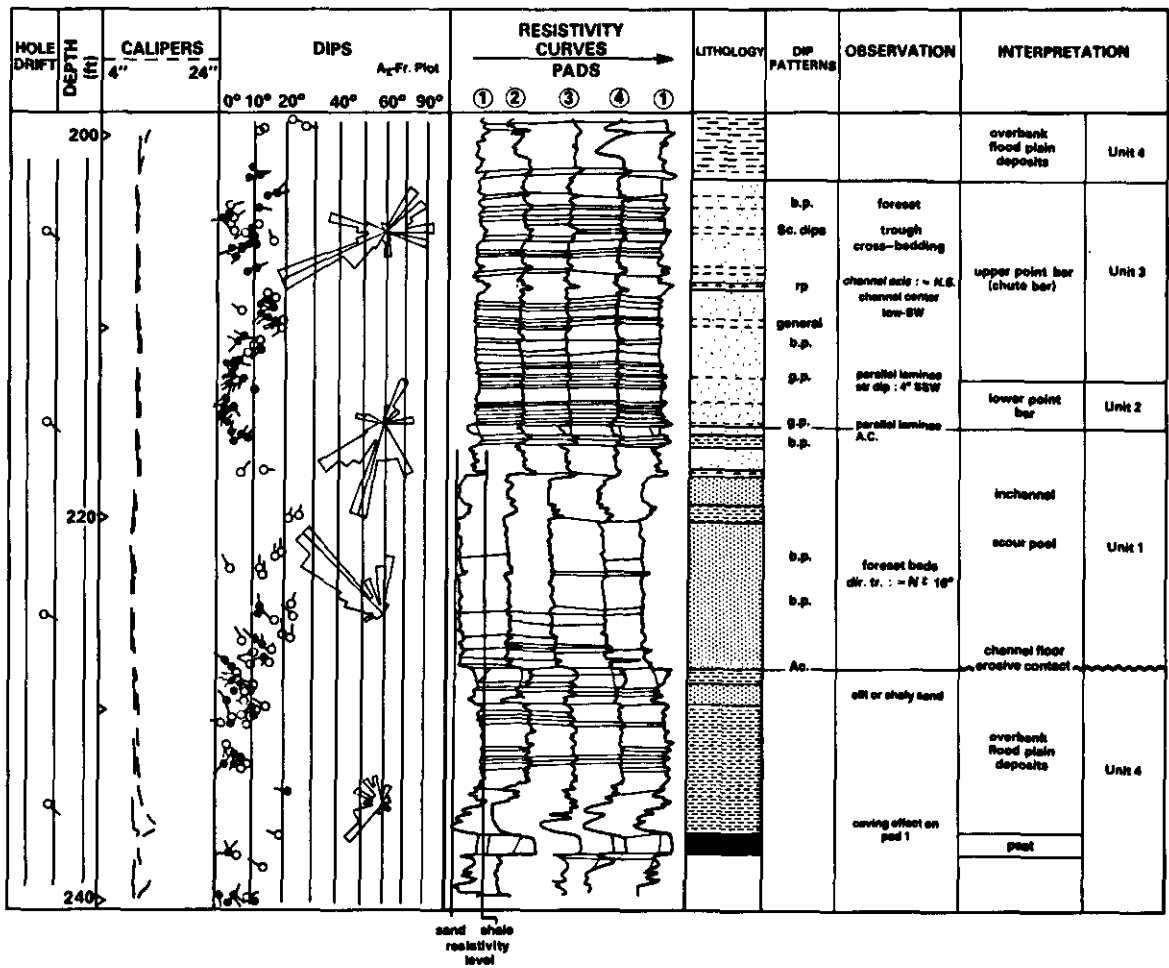 HOLE DRIFT
DEPTH (ft)
CALIPERS
4" 24"
DIPS
Az-Fr. Plot
0° 10° 20° 40° 60° 90°
RESISTIVITY
CURVES
PADS
① ② ③ ④ ①
LITHOLOGY
DIP PATTERNS
OBSERVATION
INTERPRETATION
200
overbank
flood plain
deposits
Unit 4
b.p.
foreset
Sc. dips
trough
cross-bedding
upper point bar
(chute bar)
Unit 3
rp
channel axis : ~ N.S.
channel center
low-SW
general
b.p.
g.p.
parallel laminae
str dip : 4° SSW
lower point
bar
Unit 2
g.p.
parallel laminae
b.p.
A.C.
inchannel
220
scour pool
Unit 1
b.p.
foreset beds
dir. tr. : ~ N
b.p.
channel floor
Ac.
erosive contact
silt or shaly sand
overbank
flood plain
deposits
Unit 4
caving effect on
pad 1
peat
240
sand shale
resistivity
level